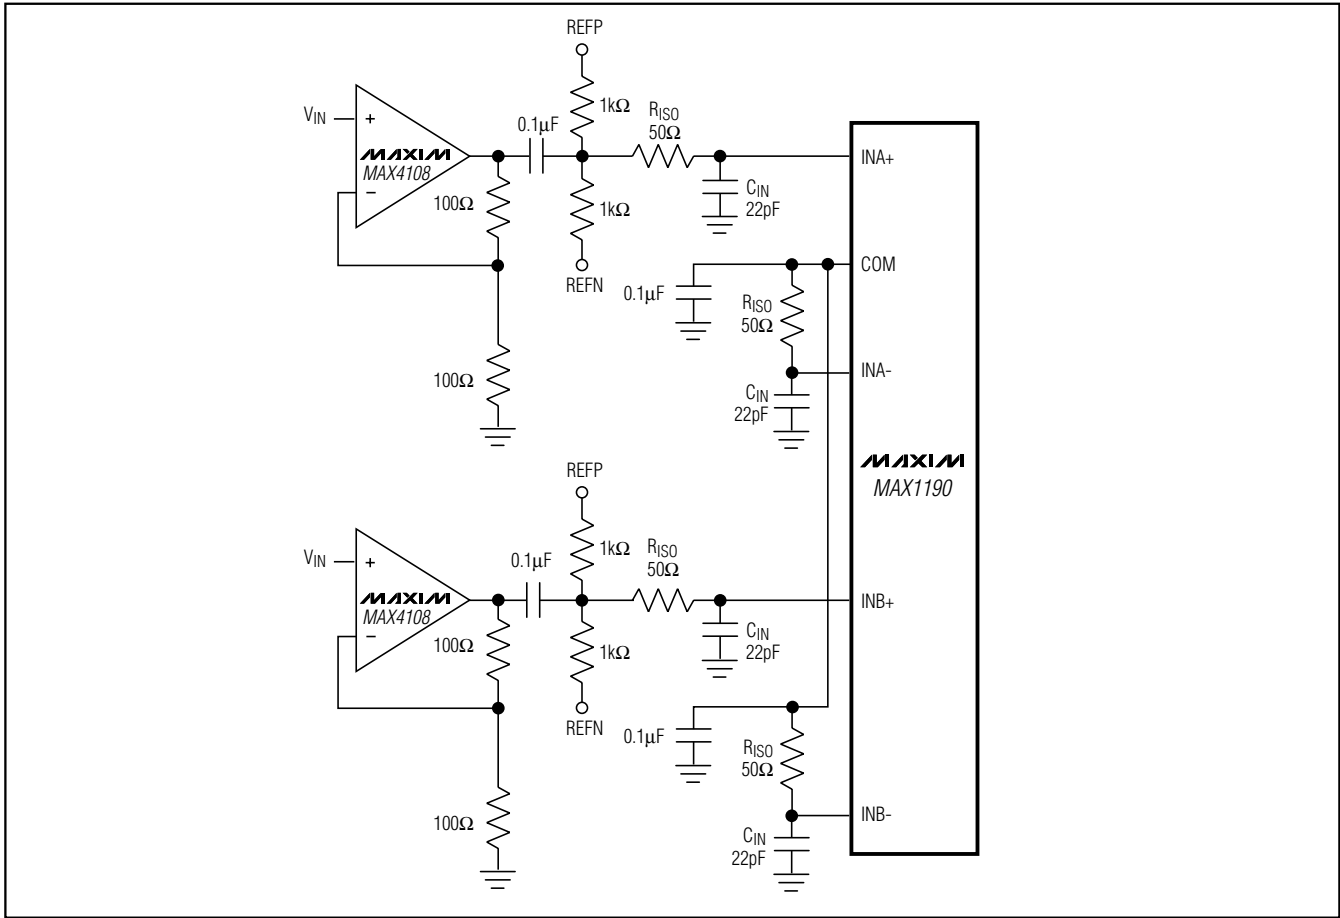 REFP
VIN
+
MAXIM
MAX4108
−
0.1μF
1kΩ
RISO
50Ω
INA+
100Ω
1kΩ
CIN
22pF
REFN
COM
0.1μF
RISO
50Ω
100Ω
INA-
CIN
22pF
MAXIM
MAX1190
REFP
VIN
+
MAXIM
MAX4108
−
0.1μF
1kΩ
RISO
50Ω
INB+
100Ω
1kΩ
CIN
22pF
REFN
0.1μF
RISO
50Ω
100Ω
INB-
CIN
22pF